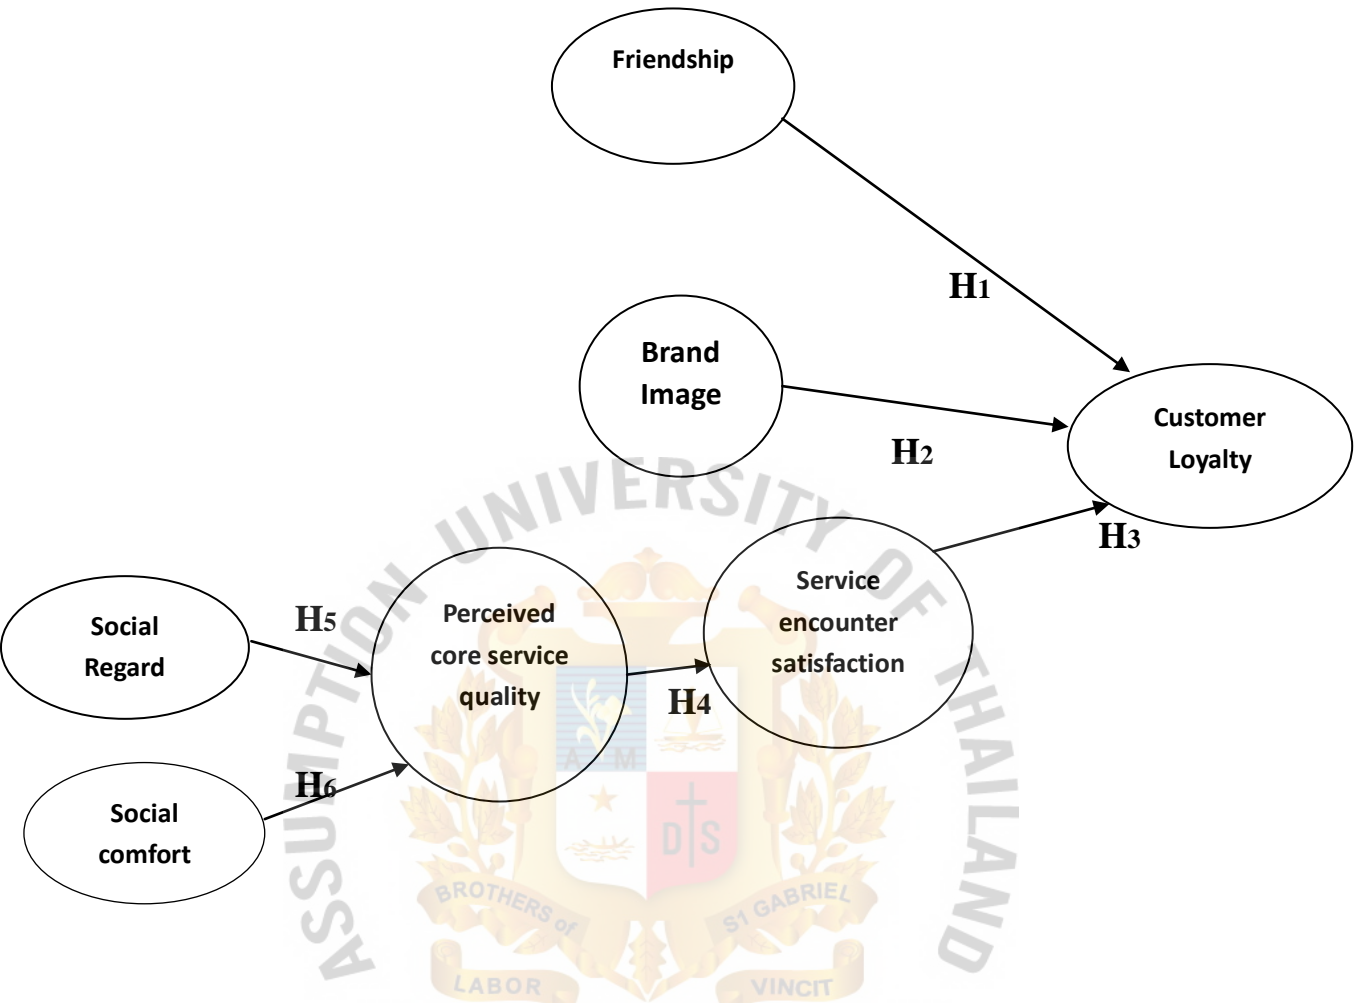 Friendship
H1
Brand
Image
H2
Customer
Loyalty
H3
Service
encounter
satisfaction
Perceived
core service
quality
H4
Social
Regard
H5
Social
comfort
H6
ASSUMPTION UNIVERSITY OF THAILAND
A M
D S
BROTHERS of
S1 GABRIEL
LABOR
VINCIT